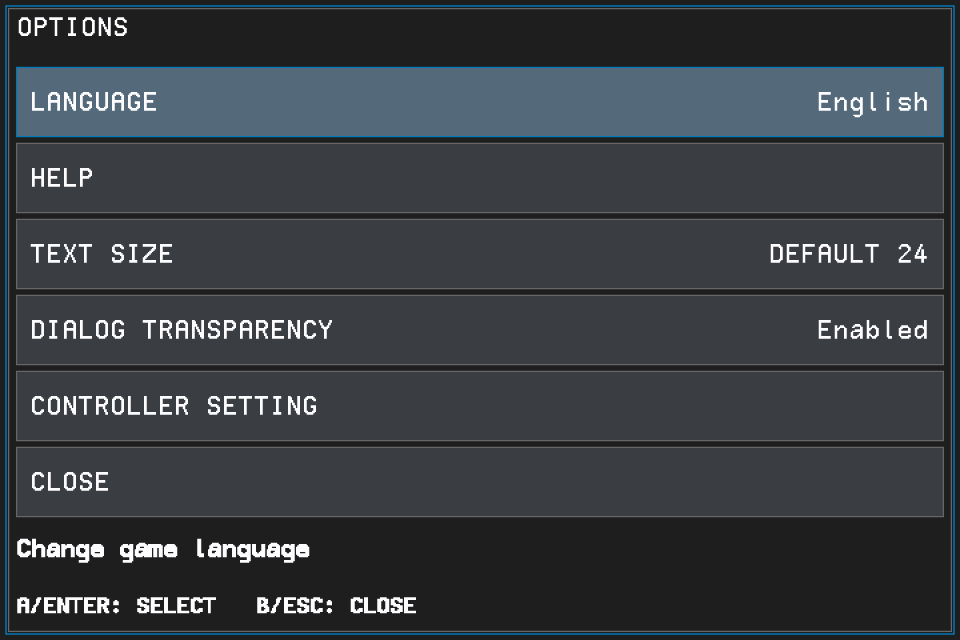 OPTIONS
LANGUAGE English
HELP
TEXT SIZE DEFAULT 24
DIALOG TRANSPARENCY Enabled
CONTROLLER SETTING
CLOSE
Change game language
A/ENTER: SELECT B/ESC: CLOSE